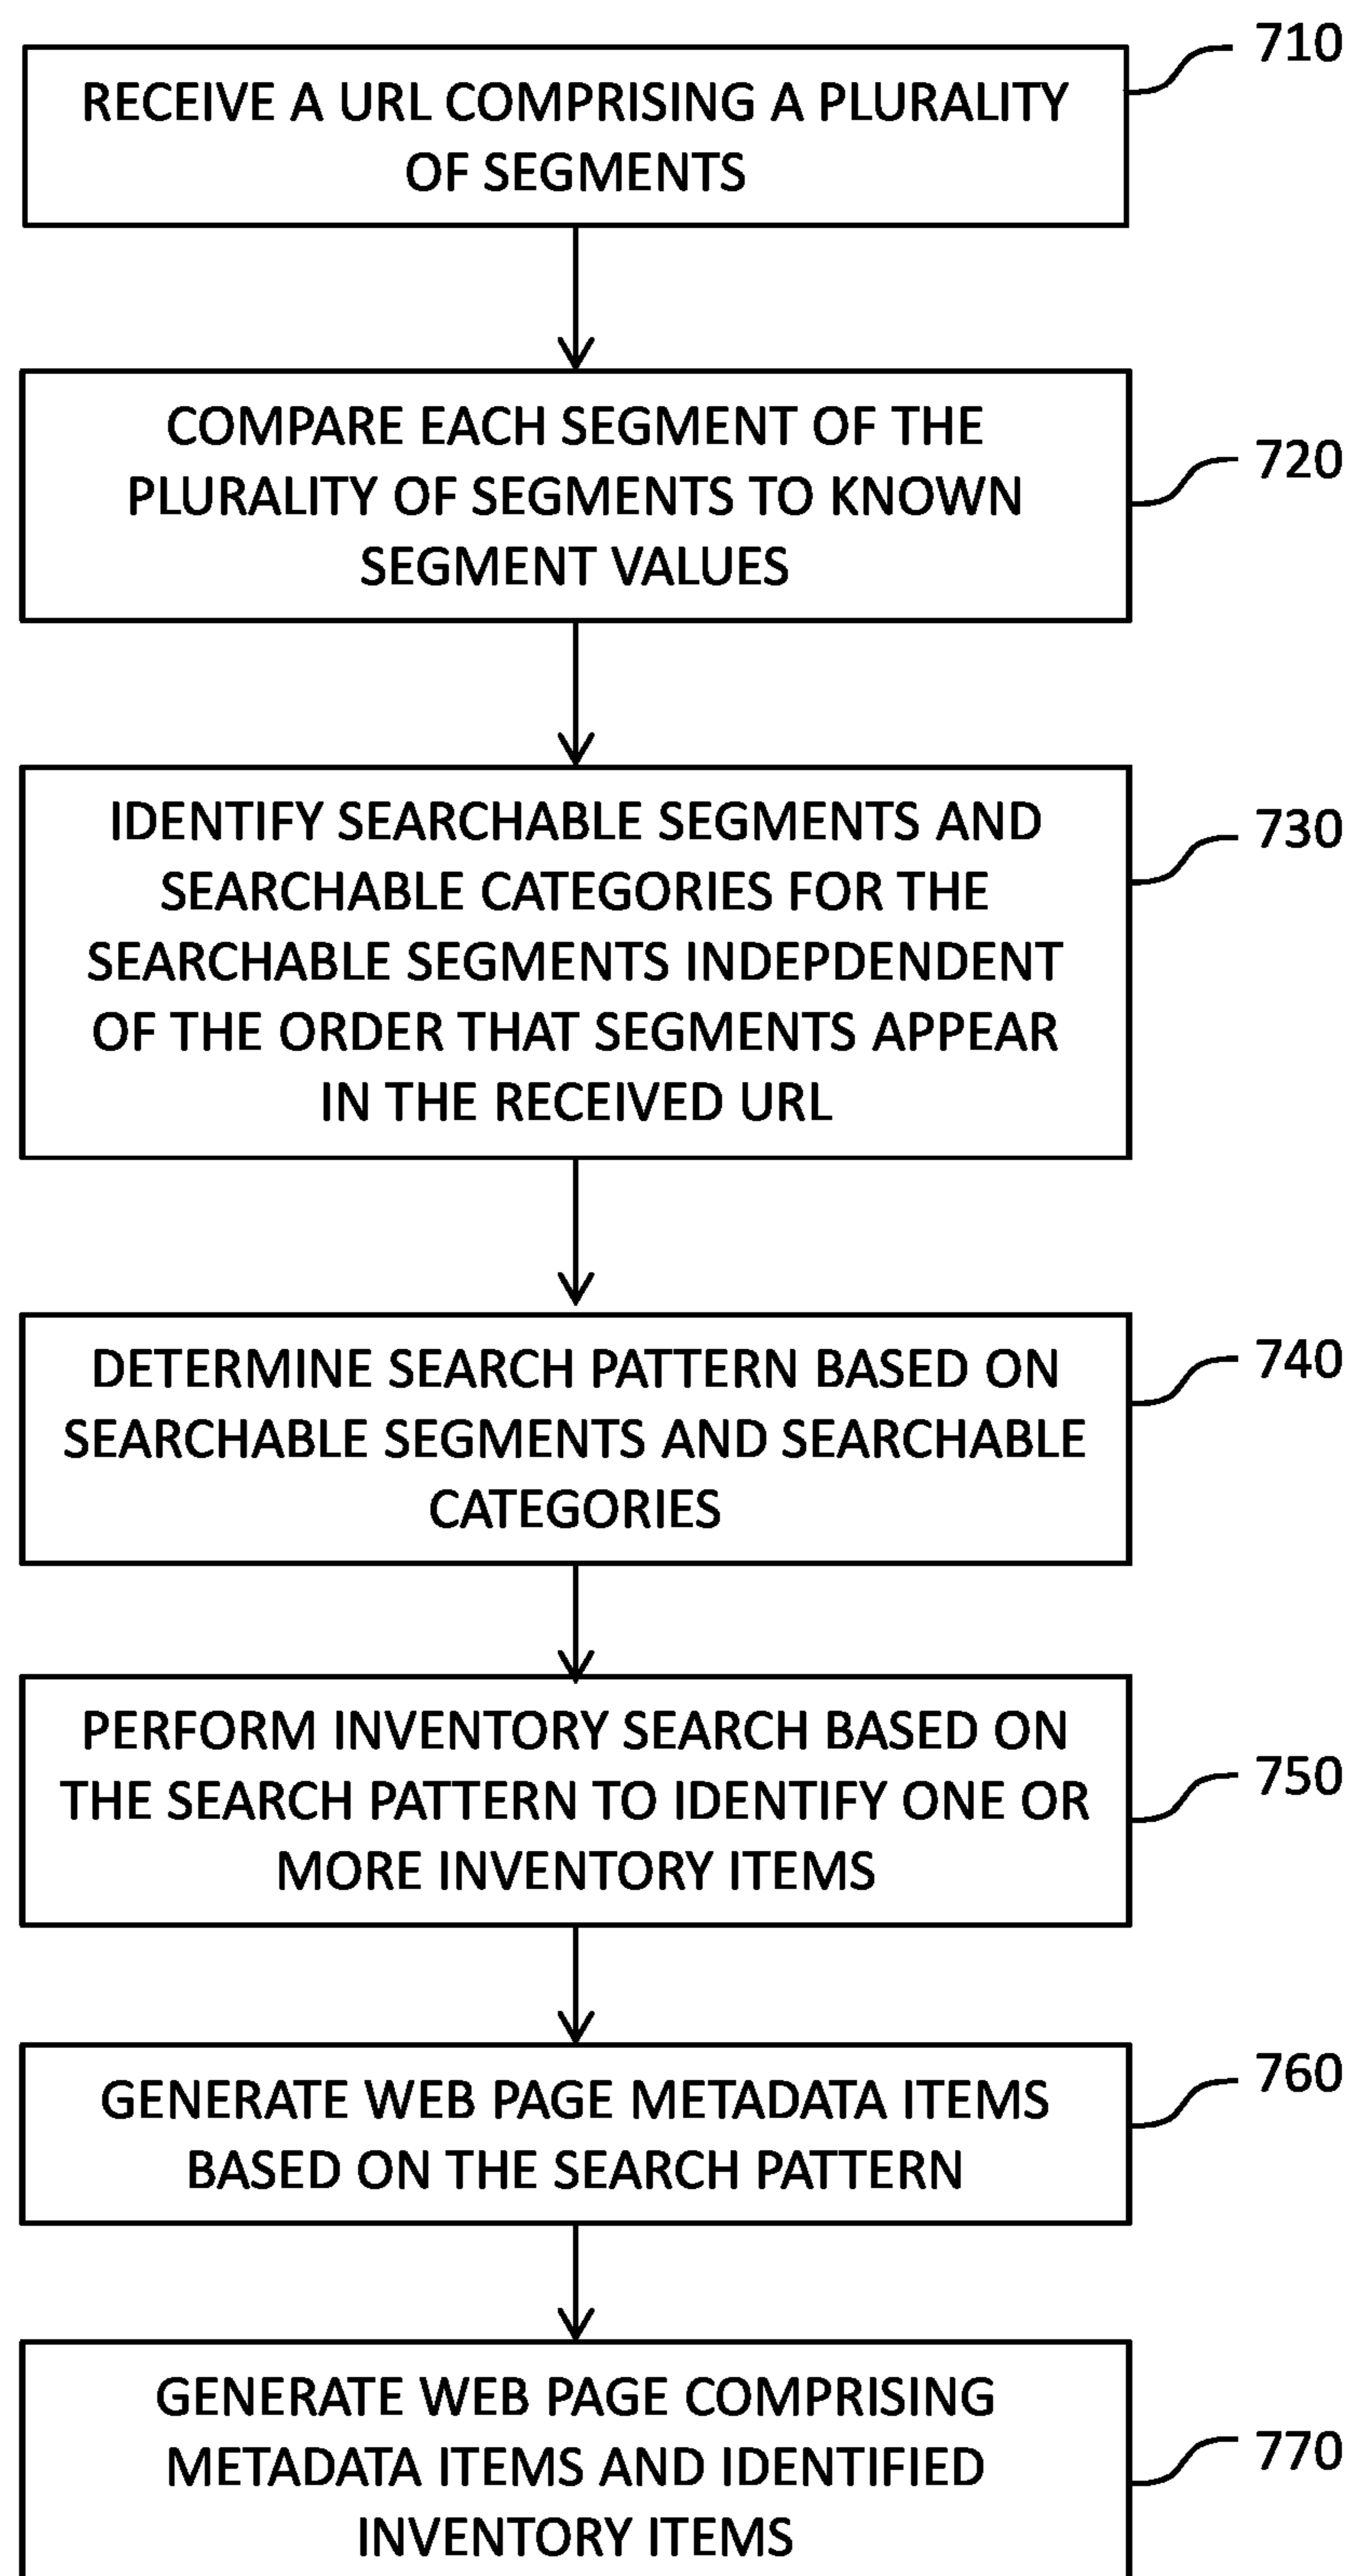 710
RECEIVE A URL COMPRISING A PLURALITY
OF SEGMENTS
COMPARE EACH SEGMENT OF THE
PLURALITY OF SEGMENTS TO KNOWN
SEGMENT VALUES
720
IDENTIFY SEARCHABLE SEGMENTS AND
SEARCHABLE CATEGORIES FOR THE
SEARCHABLE SEGMENTS INDEPDENDENT
OF THE ORDER THAT SEGMENTS APPEAR
IN THE RECEIVED URL
730
DETERMINE SEARCH PATTERN BASED ON
SEARCHABLE SEGMENTS AND SEARCHABLE
CATEGORIES
740
PERFORM INVENTORY SEARCH BASED ON
THE SEARCH PATTERN TO IDENTIFY ONE OR
MORE INVENTORY ITEMS
750
GENERATE WEB PAGE METADATA ITEMS
BASED ON THE SEARCH PATTERN
760
GENERATE WEB PAGE COMPRISING
METADATA ITEMS AND IDENTIFIED
INVENTORY ITEMS
770